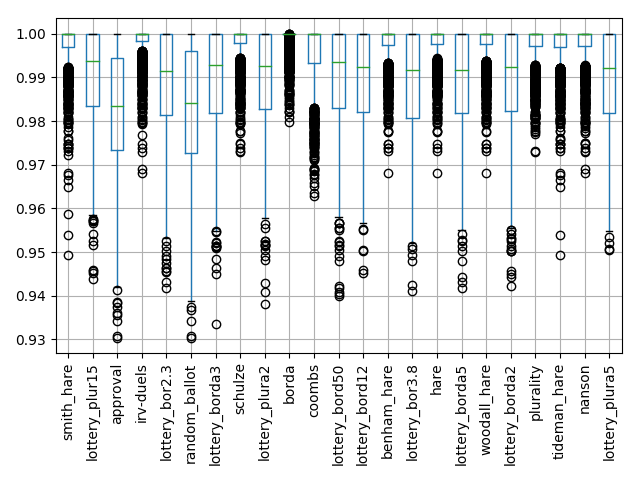 1.00
0.99
0.98
0.97
0.96
0.95
0.94
0.93
smith_hare
lottery_plur15
approval
irv-duels
lottery_bor2.3
random_ballot
lottery_borda3
schulze
lottery_plura2
borda
coombs
lottery_bord50
lottery_bord12
benham_hare
lottery_bor3.8
hare
lottery_borda5
woodall_hare
lottery_borda2
plurality
tideman_hare
nanson
lottery_plura5